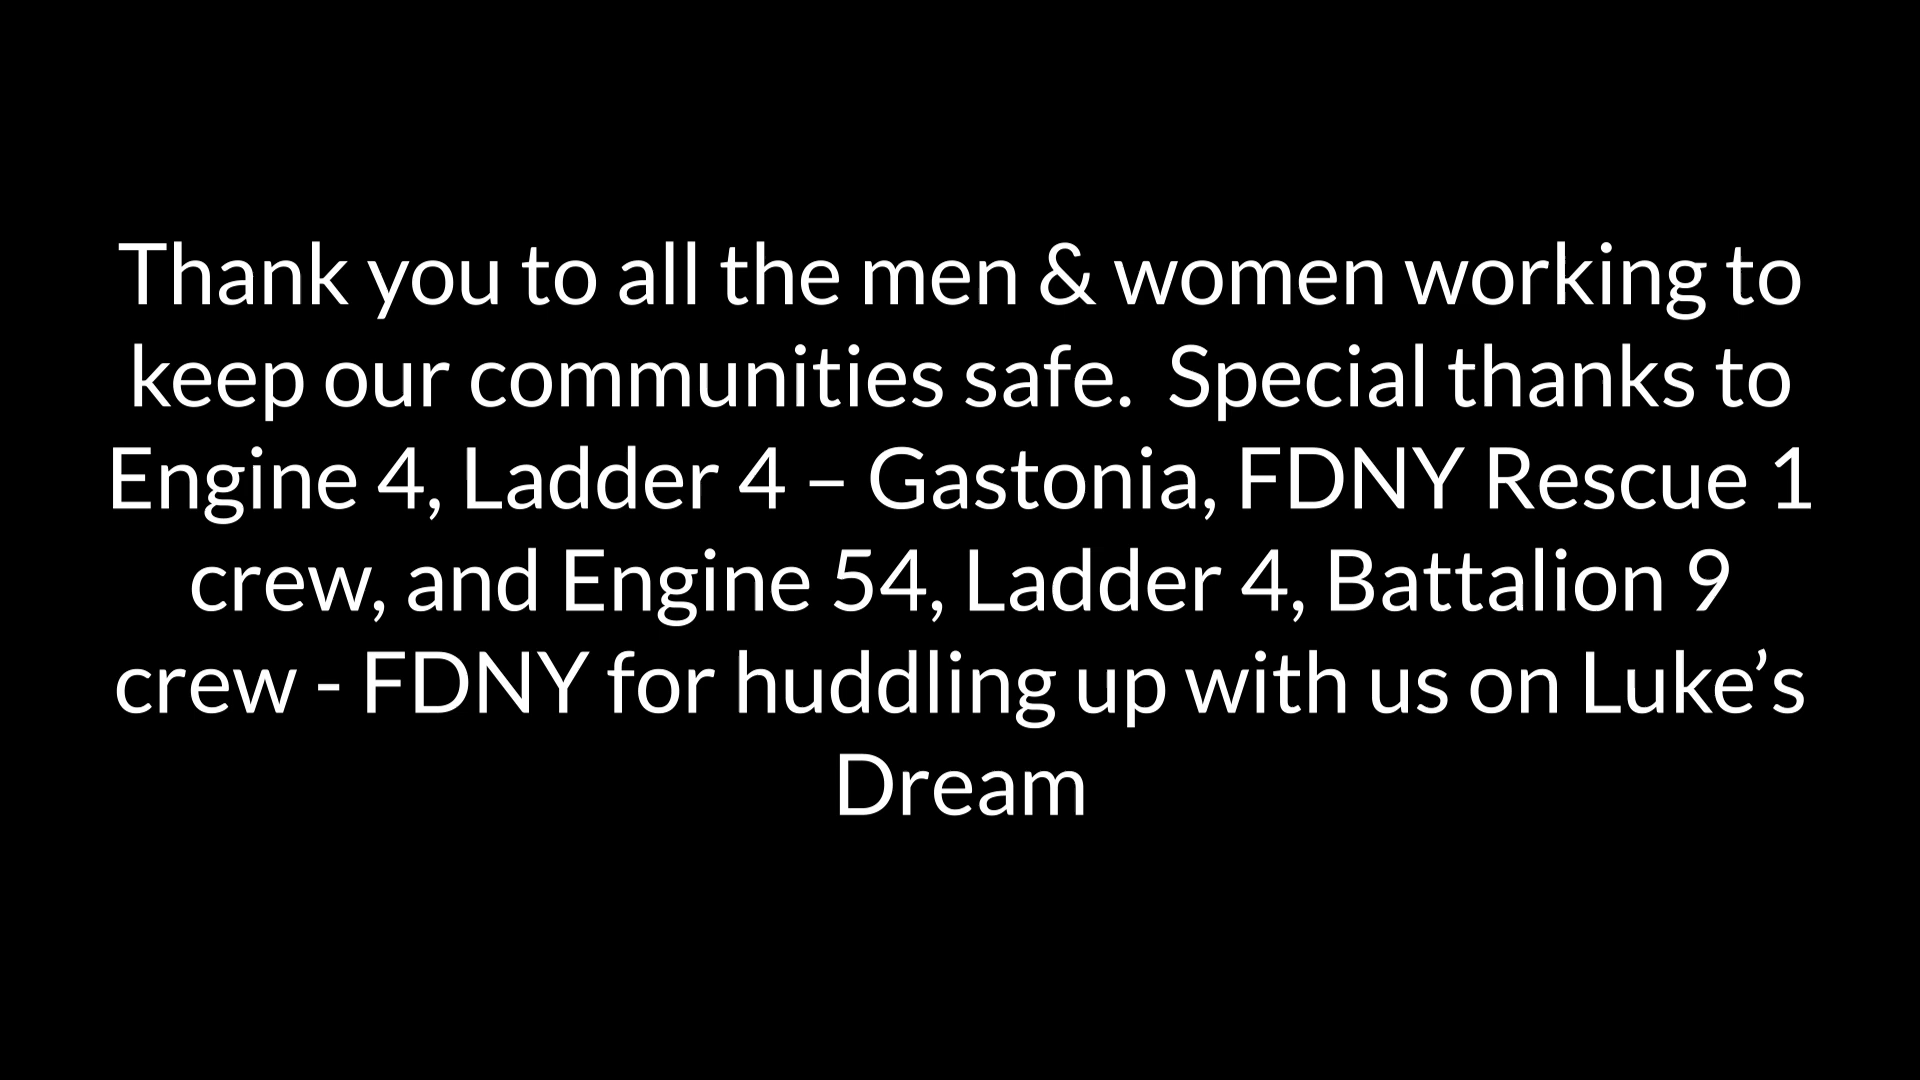 Thank you to all the men & women working to
keep our communities safe.  Special thanks to
Engine 4, Ladder 4 – Gastonia, FDNY Rescue 1
crew, and Engine 54, Ladder 4, Battalion 9
crew - FDNY for huddling up with us on Luke’s
Dream